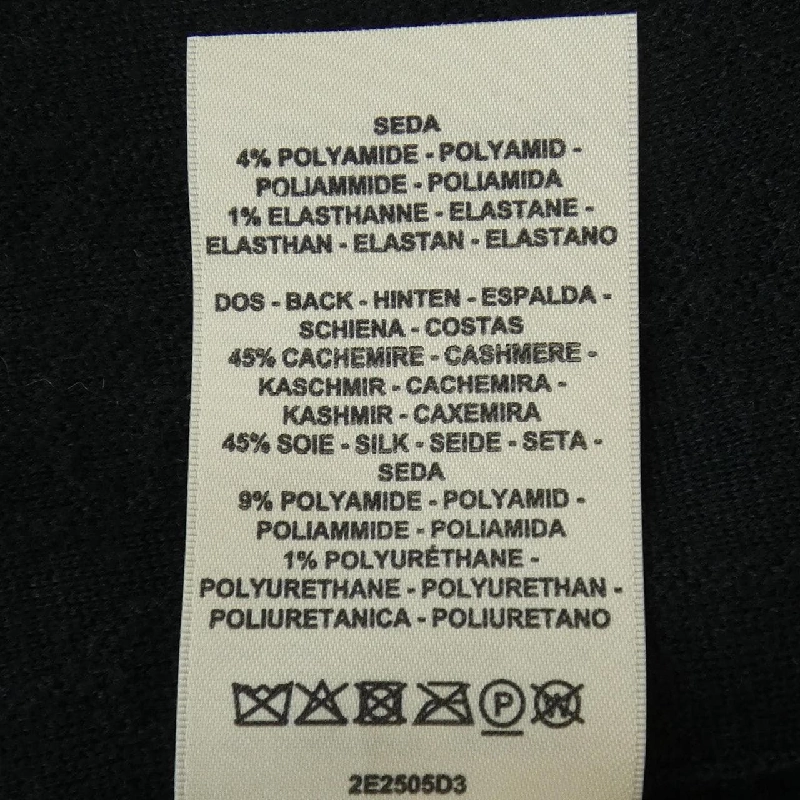 SEDA
4% POLYAMIDE - POLYAMID -
POLIAMMIDE - POLIAMIDA
1% ELASTHANNE - ELASTANE -
ELASTHAN - ELASTAN - ELASTANO
DOS - BACK - HINTEN - ESPALDA -
SCHIENA - COSTAS
45% CACHEMIRE - CASHMERE -
KASCHMIR - CACHEMIRA -
KASHMIR - CAXEMIRA
45% SOIE - SILK - SEIDE - SETA -
SEDA
9% POLYAMIDE - POLYAMID -
POLIAMMIDE - POLIAMIDA
1% POLYURÉTHANE -
POLYURETHANE - POLYURETHAN -
POLIURETANICA - POLIURETANO
P W
2E2505D3